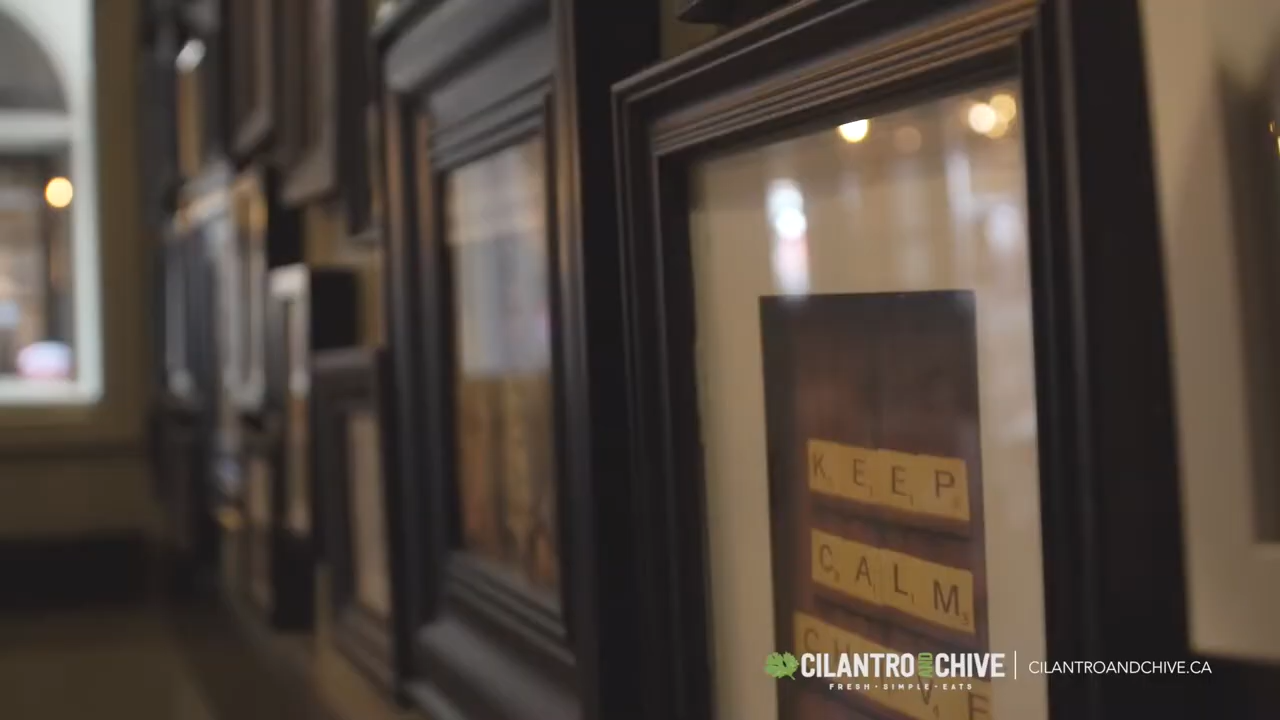 KEEP
CALM
CILANTRO AND CHIVE
FRESH · SIMPLE · EATS
CILANTROANDCHIVE.CA